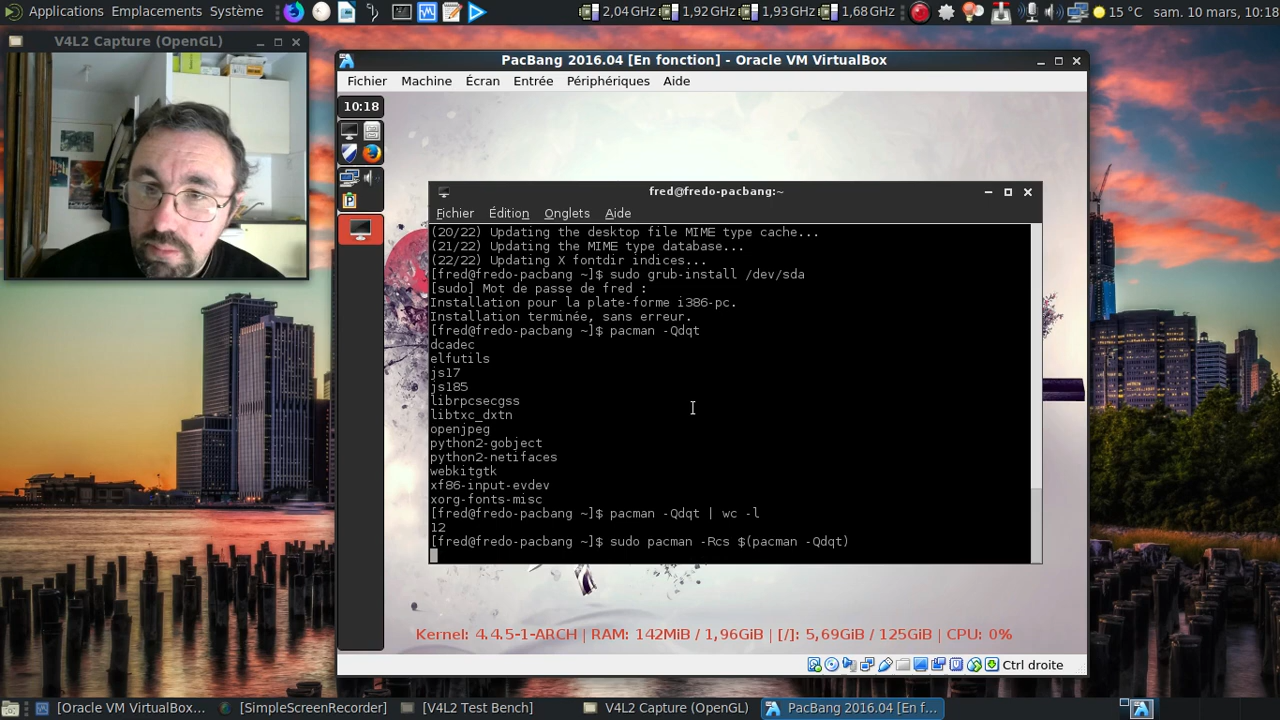 Applications Emplacements Système
2,04 GHz 1,92 GHz 1,93 GHz 1,68 GHz
15 °C sam. 10 mars, 10:18
V4L2 Capture (OpenGL)
PacBang 2016.04 [En fonction] - Oracle VM VirtualBox
Fichier Machine Écran Entrée Périphériques Aide
10:18
fred@fredo-pacbang:~
Fichier Édition Onglets Aide
(20/22) Updating the desktop file MIME type cache...
(21/22) Updating the MIME type database...
(22/22) Updating X fontdir indices...
[fred@fredo-pacbang ~]$ sudo grub-install /dev/sda
[sudo] Mot de passe de fred :
Installation pour la plate-forme i386-pc.
Installation terminée, sans erreur.
[fred@fredo-pacbang ~]$ pacman -Qdqt
dcadec
elfutils
js17
js185
librpcsecgss
libtxc_dxtn
openjpeg
python2-gobject
python2-netifaces
webkitgtk
xf86-input-evdev
xorg-fonts-misc
[fred@fredo-pacbang ~]$ pacman -Qdqt | wc -l
12
[fred@fredo-pacbang ~]$ sudo pacman -Rcs $(pacman -Qdqt)
Kernel: 4.4.5-1-ARCH | RAM: 142MiB / 1,96GiB | [/]: 5,69GiB / 125GiB | CPU: 0%
Ctrl droite
[Oracle VM VirtualBox... [SimpleScreenRecorder] [V4L2 Test Bench] V4L2 Capture (OpenGL) PacBang 2016.04 [En f...